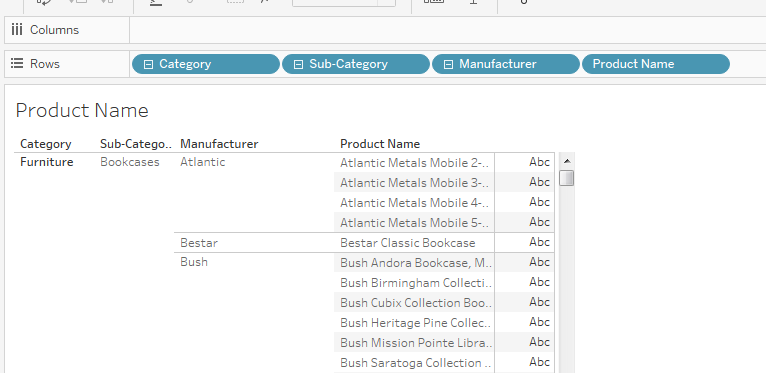 Columns
Rows
Category Sub-Category Manufacturer Product Name
Product Name
Category Sub-Catego.. Manufacturer Product Name
Furniture Bookcases Atlantic Atlantic Metals Mobile 2-.. Abc
Atlantic Metals Mobile 3-.. Abc
Atlantic Metals Mobile 4-.. Abc
Atlantic Metals Mobile 5-.. Abc
Bestar Bestar Classic Bookcase Abc
Bush Bush Andora Bookcase, M.. Abc
Bush Birmingham Collecti.. Abc
Bush Cubix Collection Boo.. Abc
Bush Heritage Pine Collec.. Abc
Bush Mission Pointe Libra.. Abc
Bush Saratoga Collection .. Abc